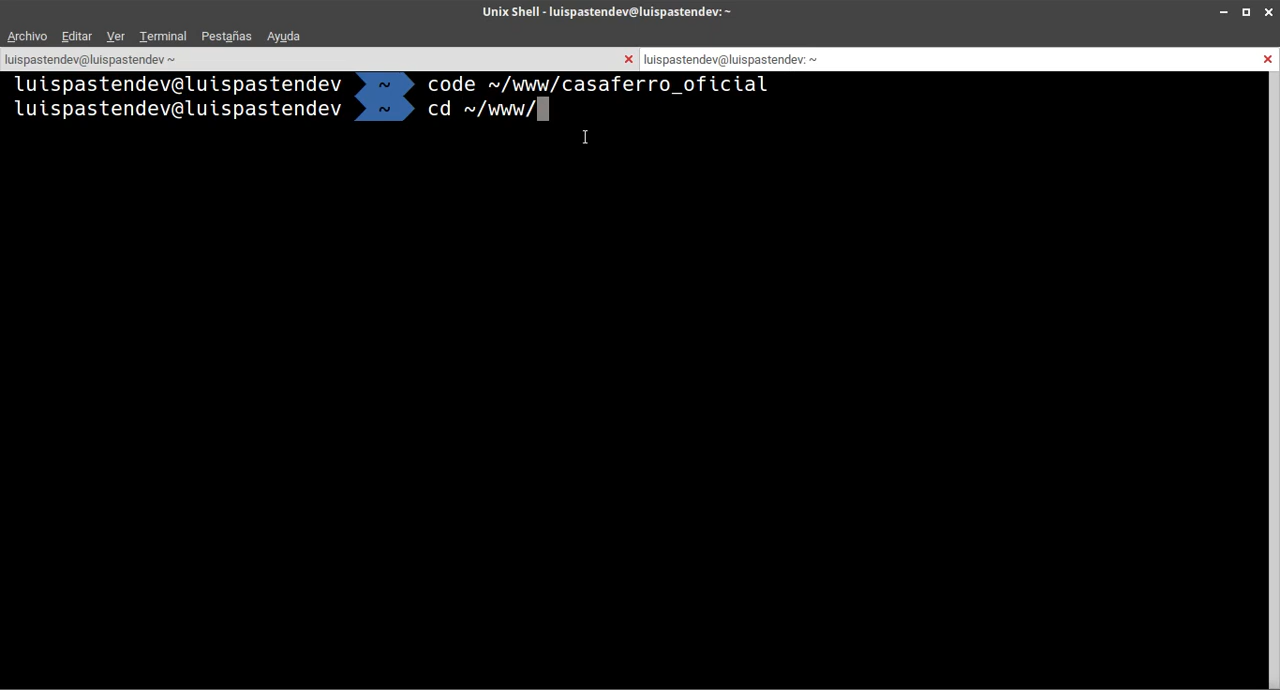 Unix Shell - luispastendev@luispastendev: ~
Archivo Editar Ver Terminal Pestañas Ayuda
luispastendev@luispastendev ~ luispastendev@luispastendev: ~
luispastendev@luispastendev ~ code ~/www/casaferro_oficial
luispastendev@luispastendev ~ cd ~/www/